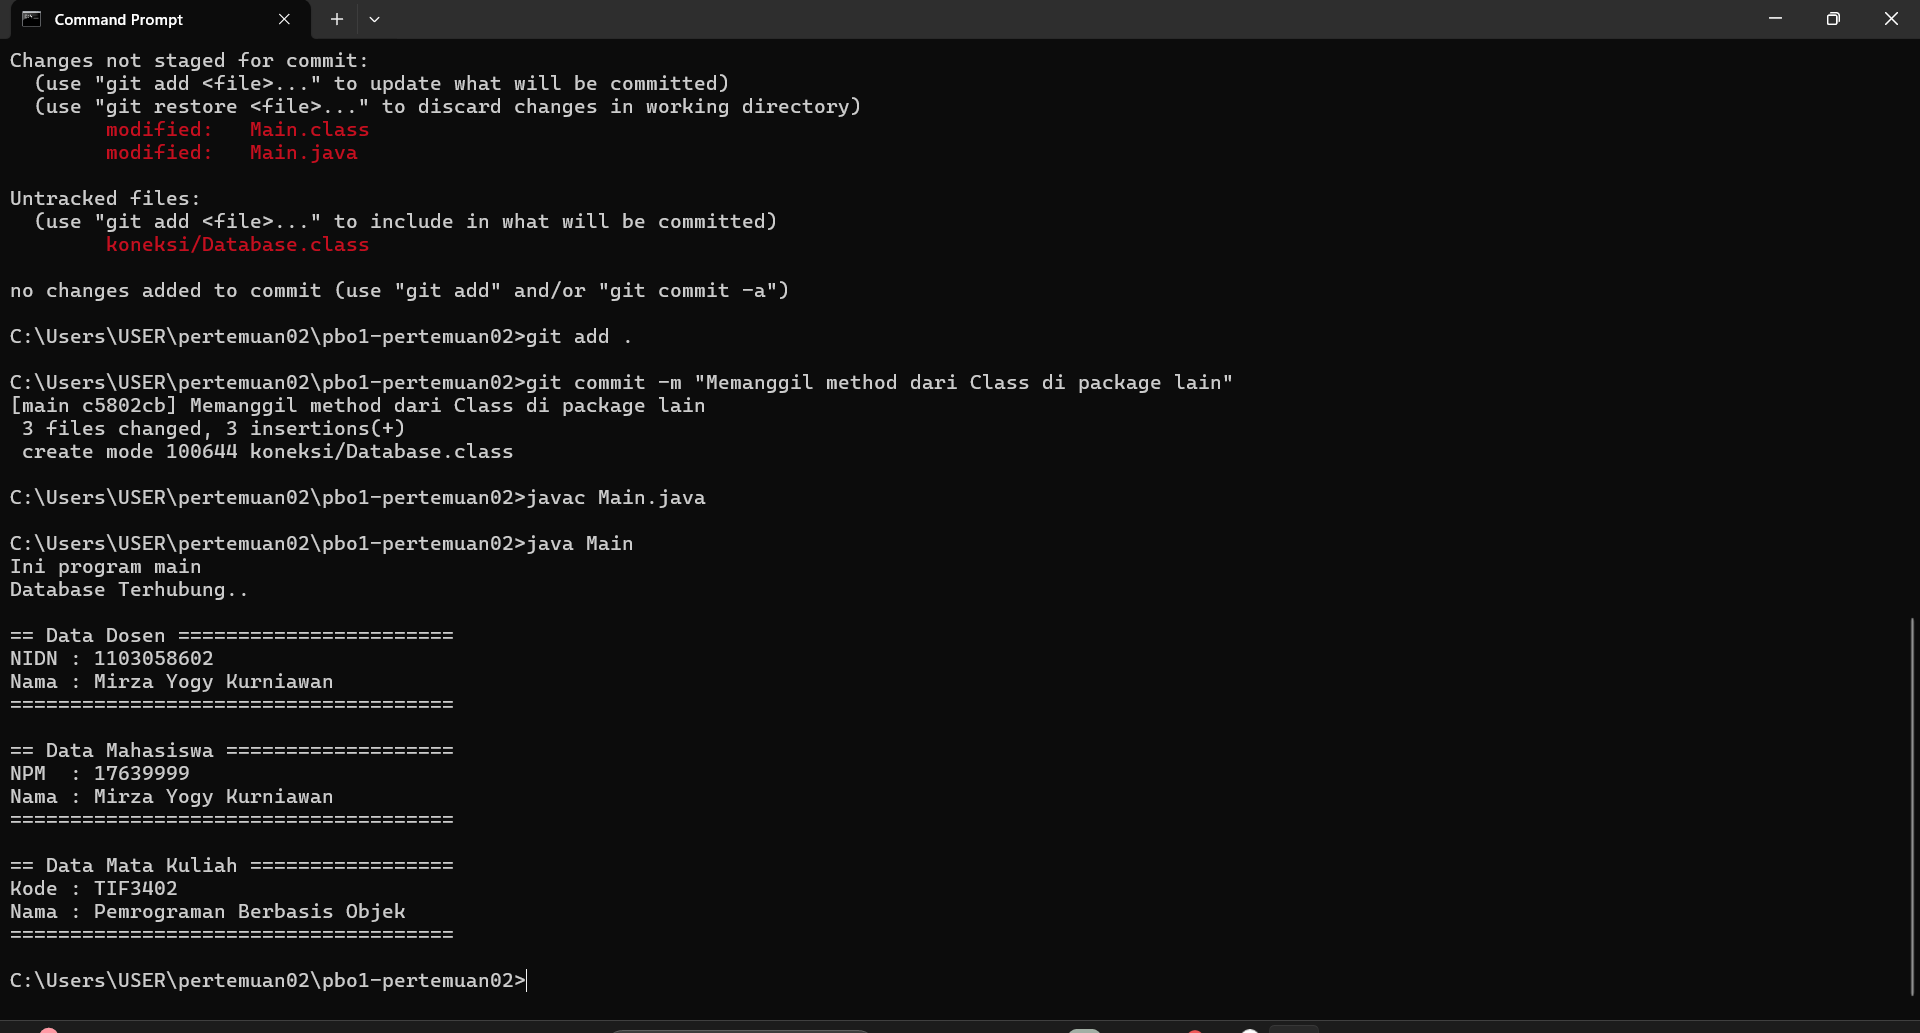 Command Prompt
Changes not staged for commit:
  (use "git add <file>..." to update what will be committed)
  (use "git restore <file>..." to discard changes in working directory)
        modified:   Main.class
        modified:   Main.java

Untracked files:
  (use "git add <file>..." to include in what will be committed)
        koneksi/Database.class

no changes added to commit (use "git add" and/or "git commit -a")

C:\Users\USER\pertemuan02\pbo1-pertemuan02>git add .

C:\Users\USER\pertemuan02\pbo1-pertemuan02>git commit -m "Memanggil method dari Class di package lain"
[main c5802cb] Memanggil method dari Class di package lain
 3 files changed, 3 insertions(+)
 create mode 100644 koneksi/Database.class

C:\Users\USER\pertemuan02\pbo1-pertemuan02>javac Main.java

C:\Users\USER\pertemuan02\pbo1-pertemuan02>java Main
Ini program main
Database Terhubung..

== Data Dosen =======================
NIDN : 1103058602
Nama : Mirza Yogy Kurniawan
=====================================

== Data Mahasiswa ===================
NPM  : 17639999
Nama : Mirza Yogy Kurniawan
=====================================

== Data Mata Kuliah =================
Kode : TIF3402
Nama : Pemrograman Berbasis Objek
=====================================

C:\Users\USER\pertemuan02\pbo1-pertemuan02>